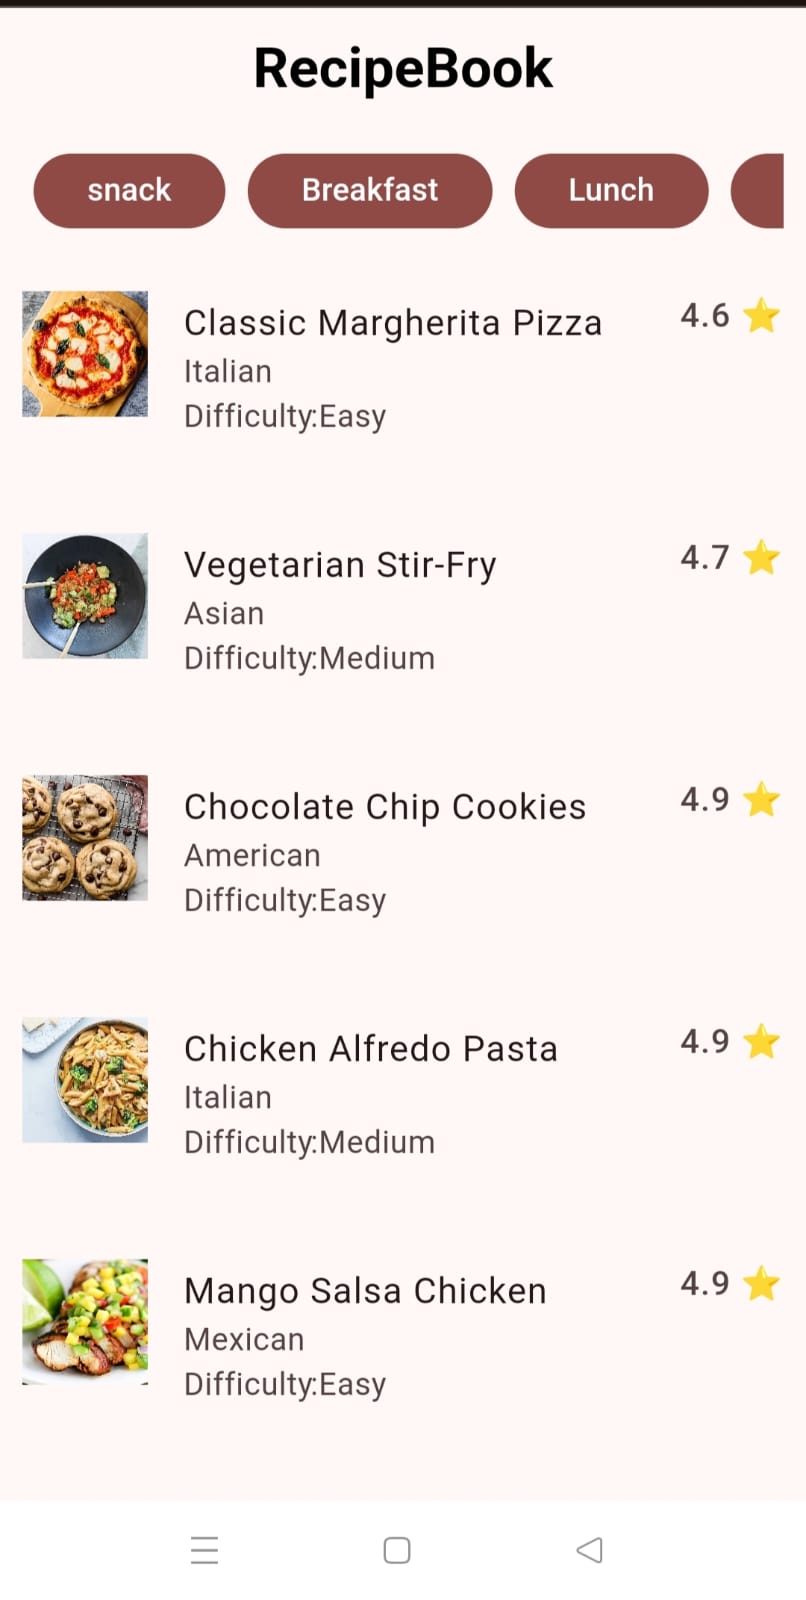 RecipeBook
snack Breakfast Lunch
Classic Margherita Pizza 4.6 ⭐
Italian
Difficulty:Easy
Vegetarian Stir-Fry 4.7 ⭐
Asian
Difficulty:Medium
Chocolate Chip Cookies 4.9 ⭐
American
Difficulty:Easy
Chicken Alfredo Pasta 4.9 ⭐
Italian
Difficulty:Medium
Mango Salsa Chicken 4.9 ⭐
Mexican
Difficulty:Easy